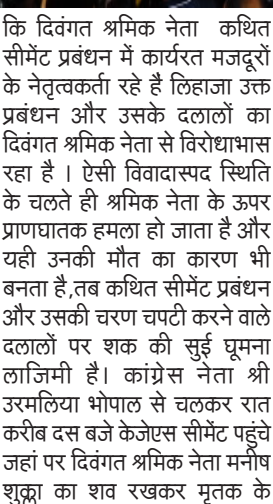 कि दिवंगत श्रमिक नेता कथित
सीमेंट प्रबंधन में कार्यरत मजदूरों
के नेतृत्वकर्ता रहे हैं लिहाजा उक्त
प्रबंधन और उसके दलालों का
दिवंगत श्रमिक नेता से विरोधाभास
रहा है । ऐसी विवादास्पद स्थिति
के चलते ही श्रमिक नेता के ऊपर
प्राणघातक हमला हो जाता है और
यही उनकी मौत का कारण भी
बनता है,तब कथित सीमेंट प्रबंधन
और उसकी चरण चपटी करने वाले
दलालों पर शक की सुई घूमना
लाजिमी है। कांग्रेस नेता श्री
उरमलिया भोपाल से चलकर रात
करीब दस बजे केजेएस सीमेंट पहुंचे
जहां पर दिवंगत श्रमिक नेता मनीष
शुक्ला का शव रखकर मृतक के